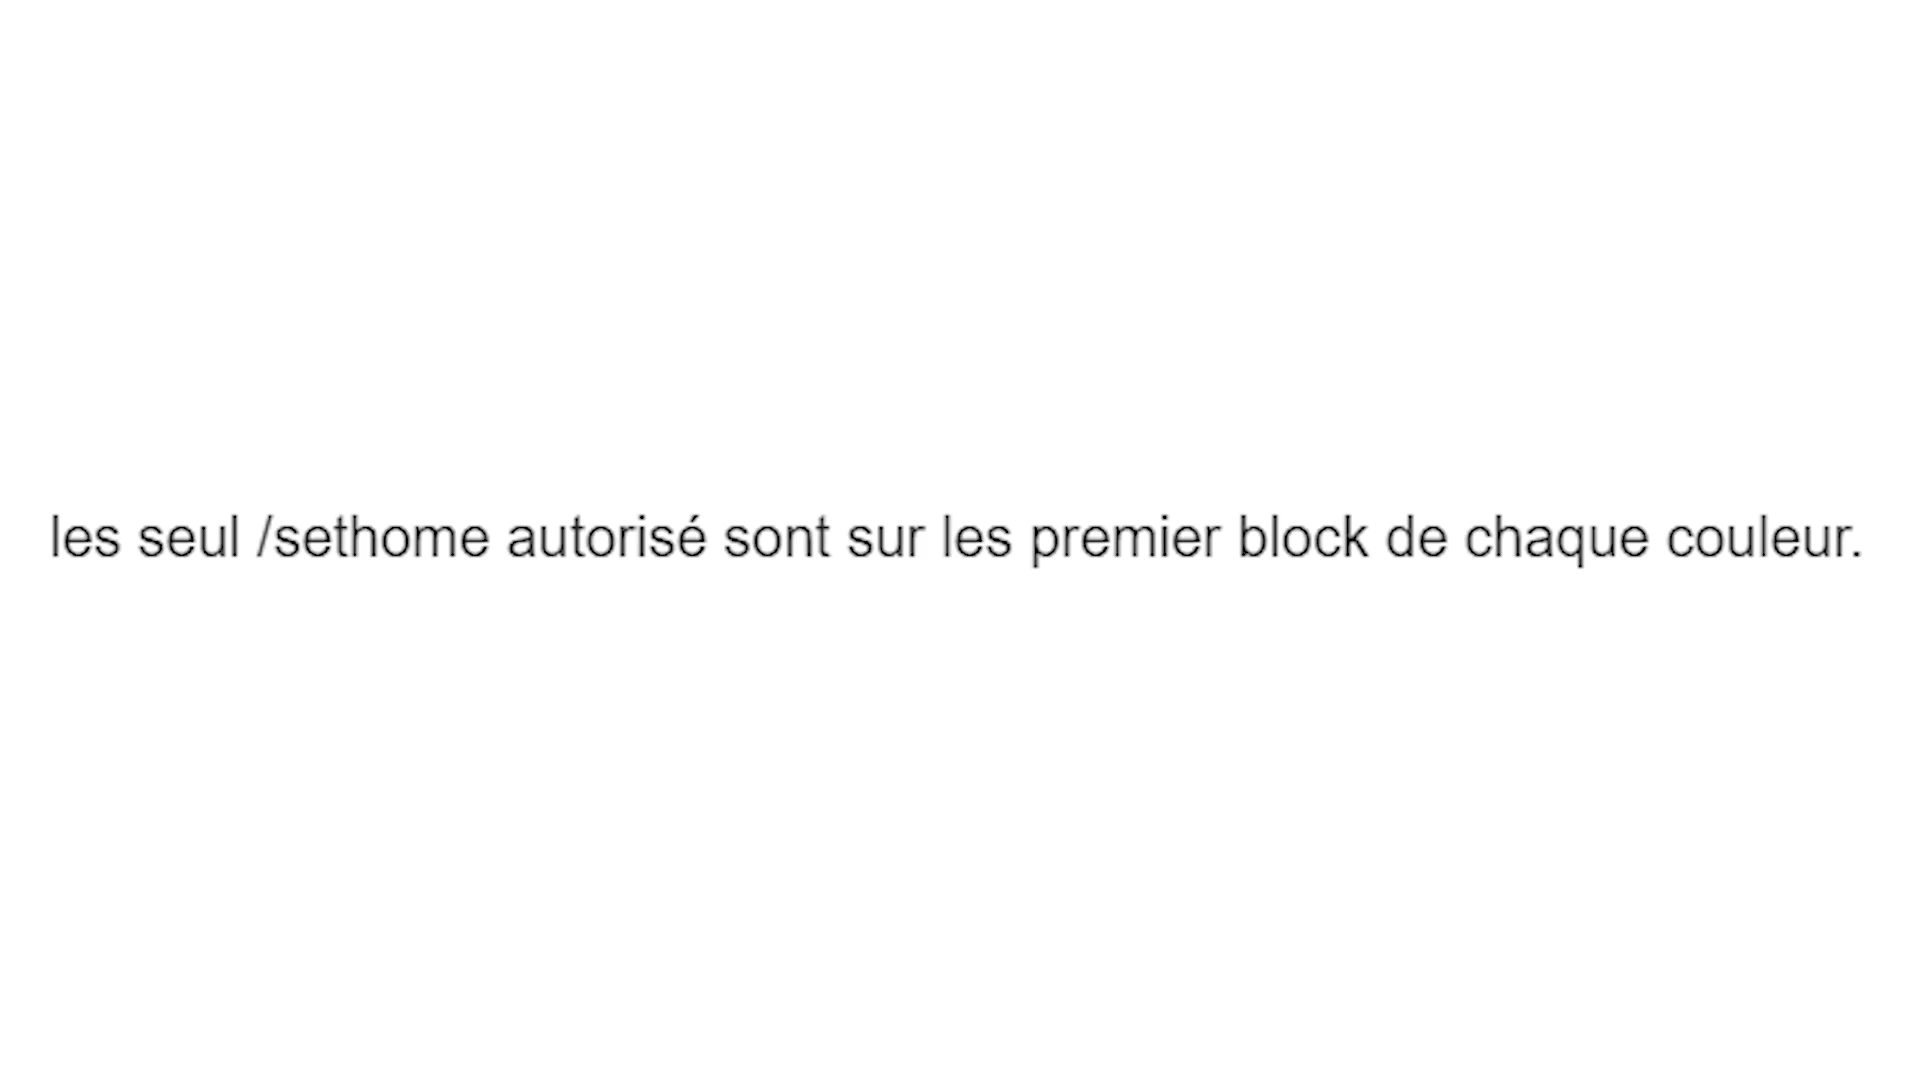 les seul /sethome autorisé sont sur les premier block de chaque couleur.